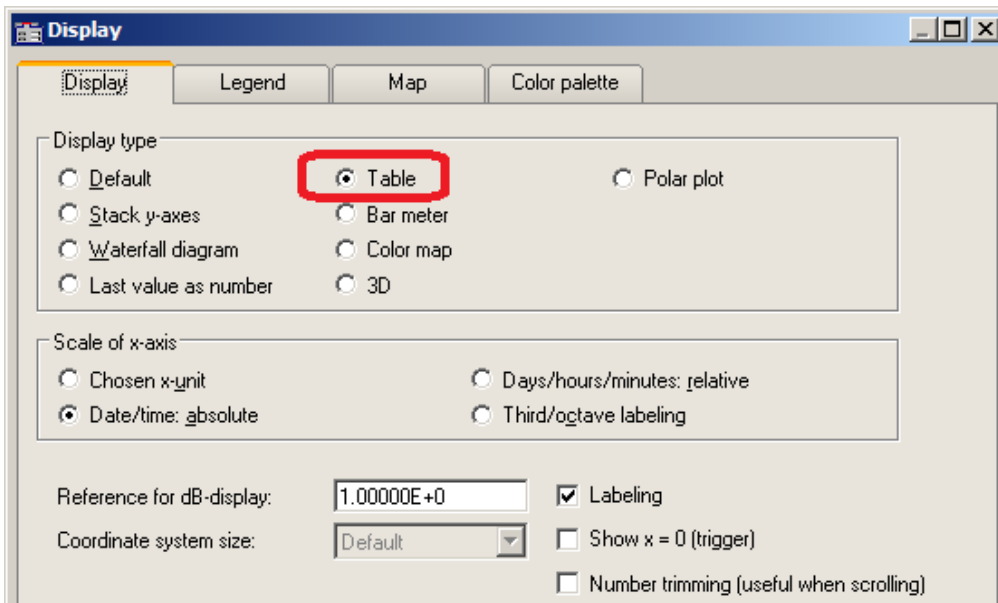 Display
Display Legend Map Color palette
Display type
Default Table Polar plot
Stack y-axes Bar meter
Waterfall diagram Color map
Last value as number 3D
Scale of x-axis
Chosen x-unit Days/hours/minutes: relative
Date/time: absolute Third/octave labeling
Reference for dB-display: 1.00000E+0 Labeling
Coordinate system size: Default Show x = 0 (trigger)
Number trimming (useful when scrolling)